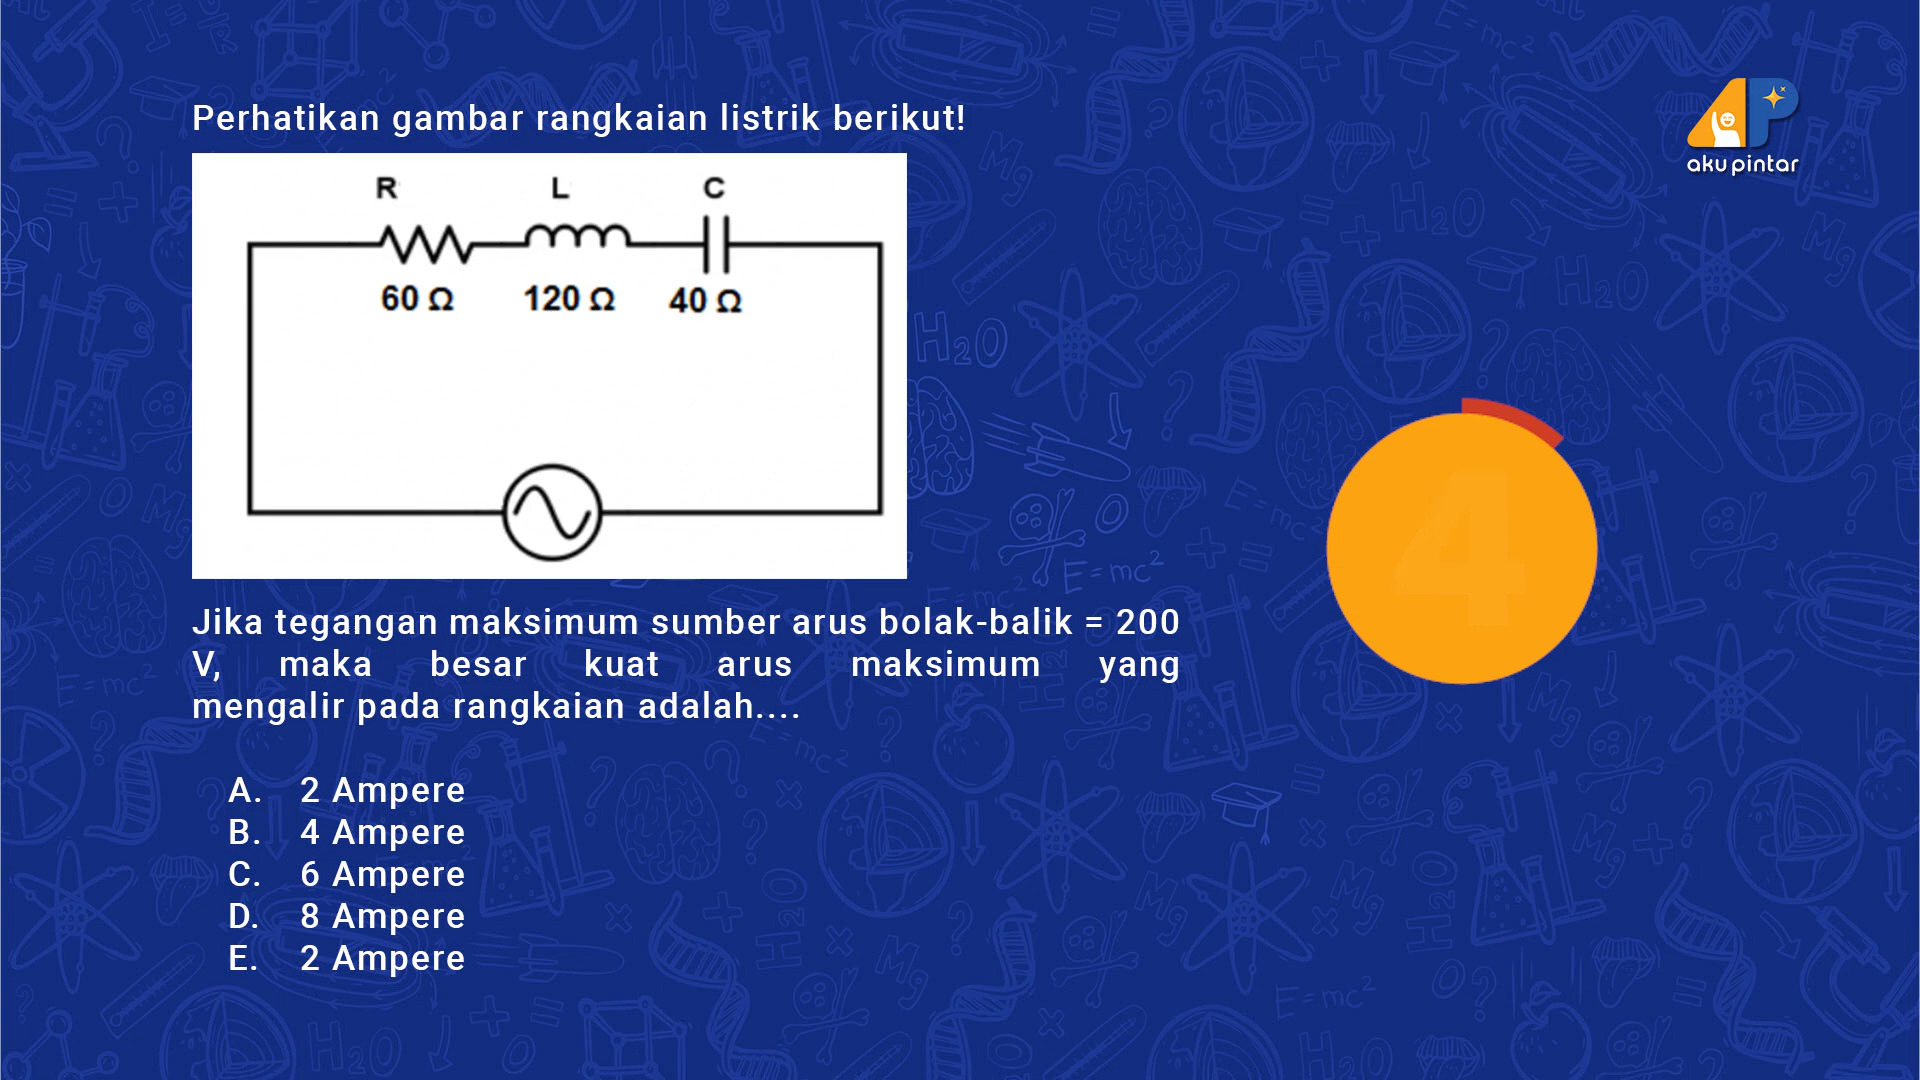 Perhatikan gambar rangkaian listrik berikut!
aku pintar
R L C
60 Ω 120 Ω 40 Ω
4
Jika tegangan maksimum sumber arus bolak-balik = 200
V, maka besar kuat arus maksimum yang
mengalir pada rangkaian adalah....
A. 2 Ampere
B. 4 Ampere
C. 6 Ampere
D. 8 Ampere
E. 2 Ampere